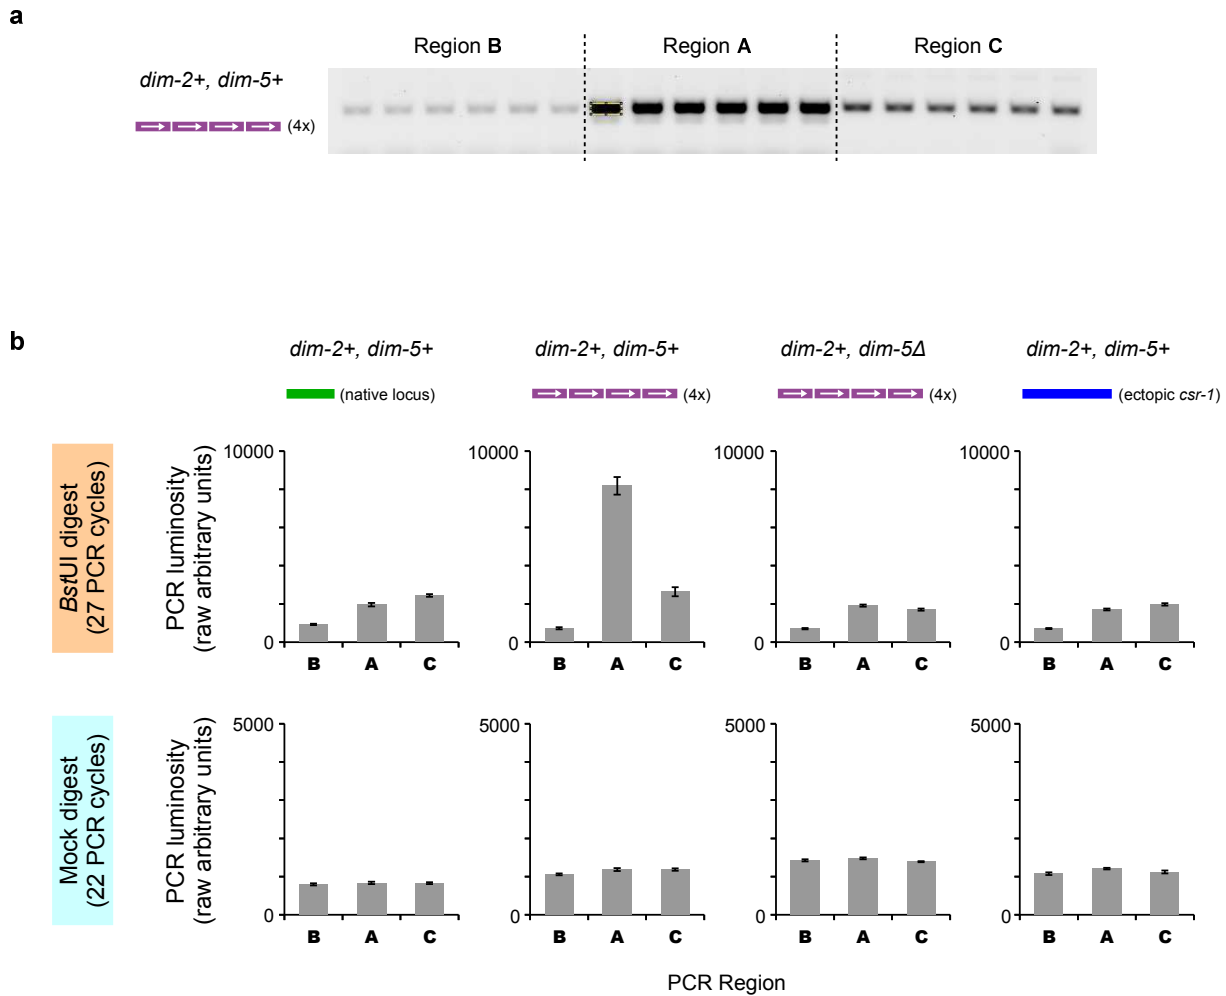 a
Region B
Region A
Region C
dim-2+, dim-5+
(4x)
b
dim-2+, dim-5+
dim-2+, dim-5+
dim-2+, dim-5Δ
dim-2+, dim-5+
(native locus)
(4x)
(4x)
(ectopic csr-1)
BstUI digest
(27 PCR cycles)
PCR luminosity
(raw arbitrary units)
10000
0
B A C
10000
0
B A C
10000
0
B A C
10000
0
B A C
Mock digest
(22 PCR cycles)
PCR luminosity
(raw arbitrary units)
5000
0
B A C
5000
0
B A C
5000
0
B A C
5000
0
B A C
PCR Region